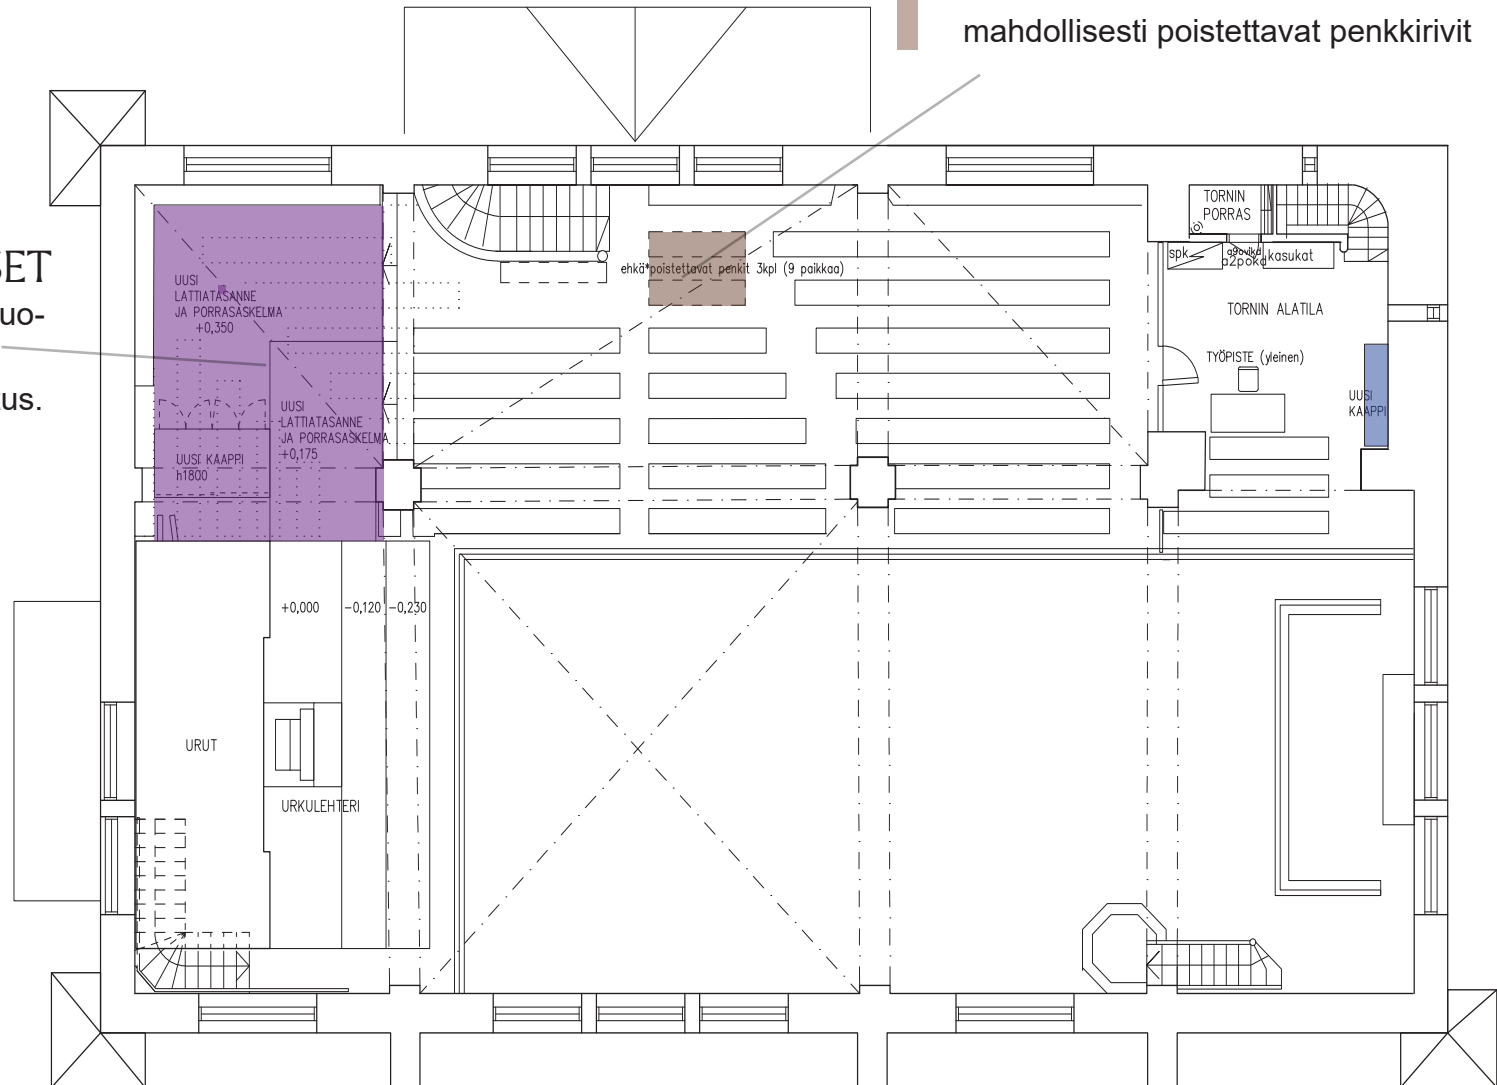 mahdollisesti poistettavat penkkirivit
TORNIN
PORRAS
spk
kasukat
ehkä*poistettavat penkit 3kpl (9 paikkaa)
UUSI
LATTIATASANNE
JA PORRASASKELMA
+0,350
TORNIN ALATILA
TYÖPISTE (yleinen)
UUSI
KAAPPI
UUSI
LATTIATASANNE
JA PORRASASKELMA
+0,175
UUSI KAAPPI
h1800
SET
uo-
tus.
+0,000
-0,120
-0,230
URUT
URKULEHTERI